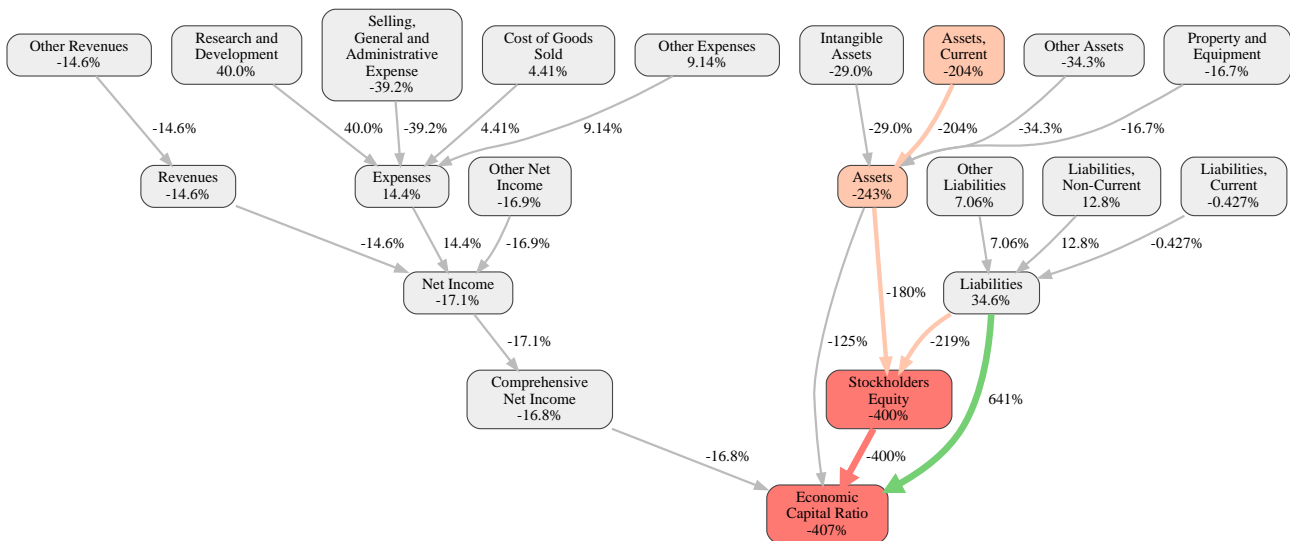 Other Revenues
-14.6%
Research and
Development
40.0%
Selling,
General and
Administrative
Expense
-39.2%
Cost of Goods
Sold
4.41%
Other Expenses
9.14%
Intangible
Assets
-29.0%
Assets,
Current
-204%
Other Assets
-34.3%
Property and
Equipment
-16.7%
-14.6%
40.0%
-39.2%
4.41%
9.14%
-29.0%
-204%
-34.3%
-16.7%
Revenues
-14.6%
Expenses
14.4%
Other Net
Income
-16.9%
Assets
-243%
Other
Liabilities
7.06%
Liabilities,
Non-Current
12.8%
Liabilities,
Current
-0.427%
-14.6%
14.4%
-16.9%
7.06%
12.8%
-0.427%
Net Income
-17.1%
Liabilities
34.6%
-180%
-17.1%
-125%
-219%
Comprehensive
Net Income
-16.8%
Stockholders
Equity
-400%
641%
-16.8%
-400%
Economic
Capital Ratio
-407%